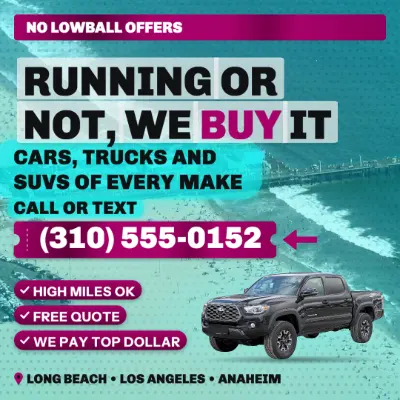 NO LOWBALL OFFERS
RUNNING OR
NOT, WE BUY IT
CARS, TRUCKS AND
SUVS OF EVERY MAKE
CALL OR TEXT
(310) 555-0152
HIGH MILES OK
FREE QUOTE
WE PAY TOP DOLLAR
LONG BEACH • LOS ANGELES • ANAHEIM